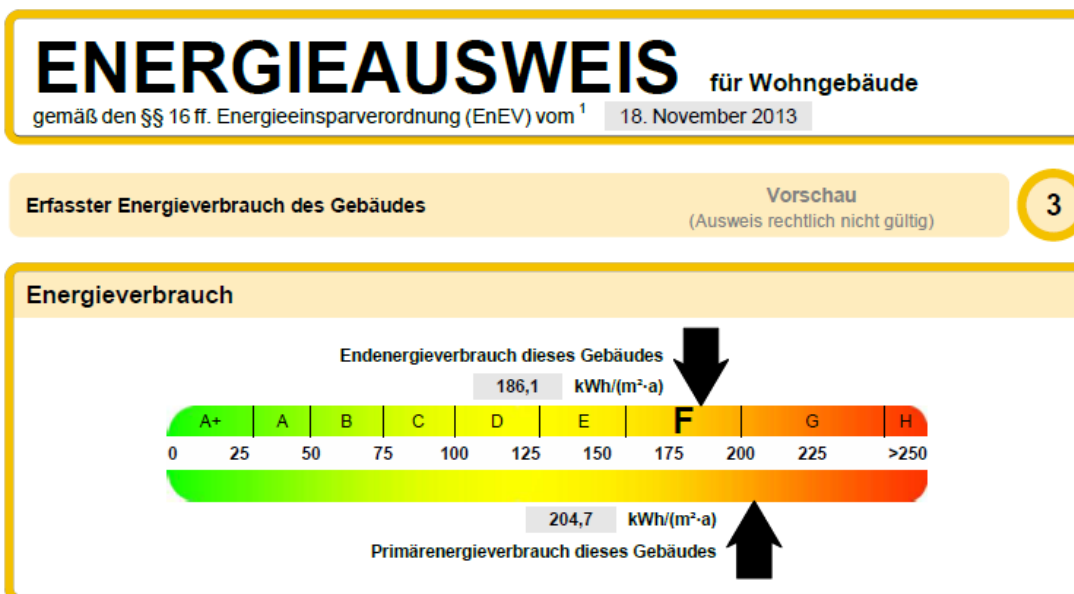 ENERGIEAUSWEIS für Wohngebäude
gemäß den §§ 16 ff. Energieeinsparverordnung (EnEV) vom 1 18. November 2013
Erfasster Energieverbrauch des Gebäudes
Vorschau
(Ausweis rechtlich nicht gültig)
3
Energieverbrauch
Endenergieverbrauch dieses Gebäudes
186,1 kWh/(m²·a)
A+ A B C D E F G H
0 25 50 75 100 125 150 175 200 225 >250
204,7 kWh/(m²·a)
Primärenergieverbrauch dieses Gebäudes